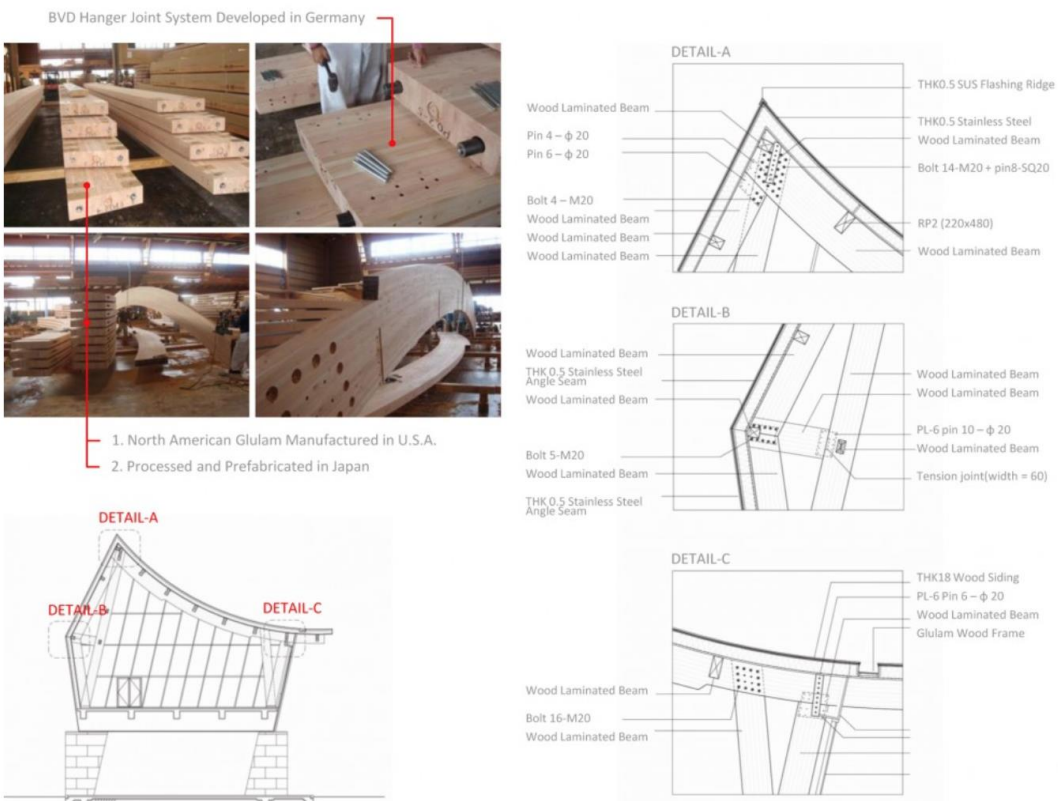 BVD Hanger Joint System Developed in Germany
1. North American Glulam Manufactured in U.S.A.
2. Processed and Prefabricated in Japan
DETAIL-A
DETAIL-B
DETAIL-C
DETAIL-A
Wood Laminated Beam
Pin 4 – ф 20
Pin 6 – ф 20
Bolt 4 – M20
Wood Laminated Beam
Wood Laminated Beam
Wood Laminated Beam
THK0.5 SUS Flashing Ridge
THK0.5 Stainless Steel
Wood Laminated Beam
Bolt 14-M20 + pin8-SQ20
RP2 (220x480)
Wood Laminated Beam
DETAIL-B
Wood Laminated Beam
THK 0.5 Stainless Steel
Angle Seam
Wood Laminated Beam
Bolt 5-M20
Wood Laminated Beam
THK 0.5 Stainless Steel
Angle Seam
Wood Laminated Beam
Wood Laminated Beam
PL-6 pin 10 – ф 20
Wood Laminated Beam
Tension joint(width = 60)
DETAIL-C
Wood Laminated Beam
Bolt 16-M20
Wood Laminated Beam
THK18 Wood Siding
PL-6 Pin 6 – ф 20
Wood Laminated Beam
Glulam Wood Frame